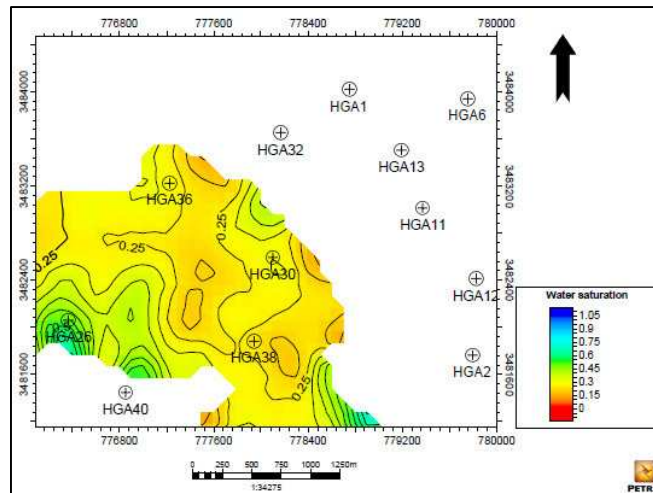 776800 777600 778400 779200 780000
3484000 3484000
HGA1
HGA6
HGA32
HGA13
3483200 3483200
HGA36
HGA11
0.25
0.25
0.25
HGA30
3482400 3482400
HGA12
HGA26
HGA38
HGA2
0.25
3481600 3481600
HGA40
776800 777600 778400 779200 780000
Water saturation
1.05
0.9
0.75
0.6
0.45
0.3
0.15
0
0 250 500 750 1000 1250m
1:34275
PETR